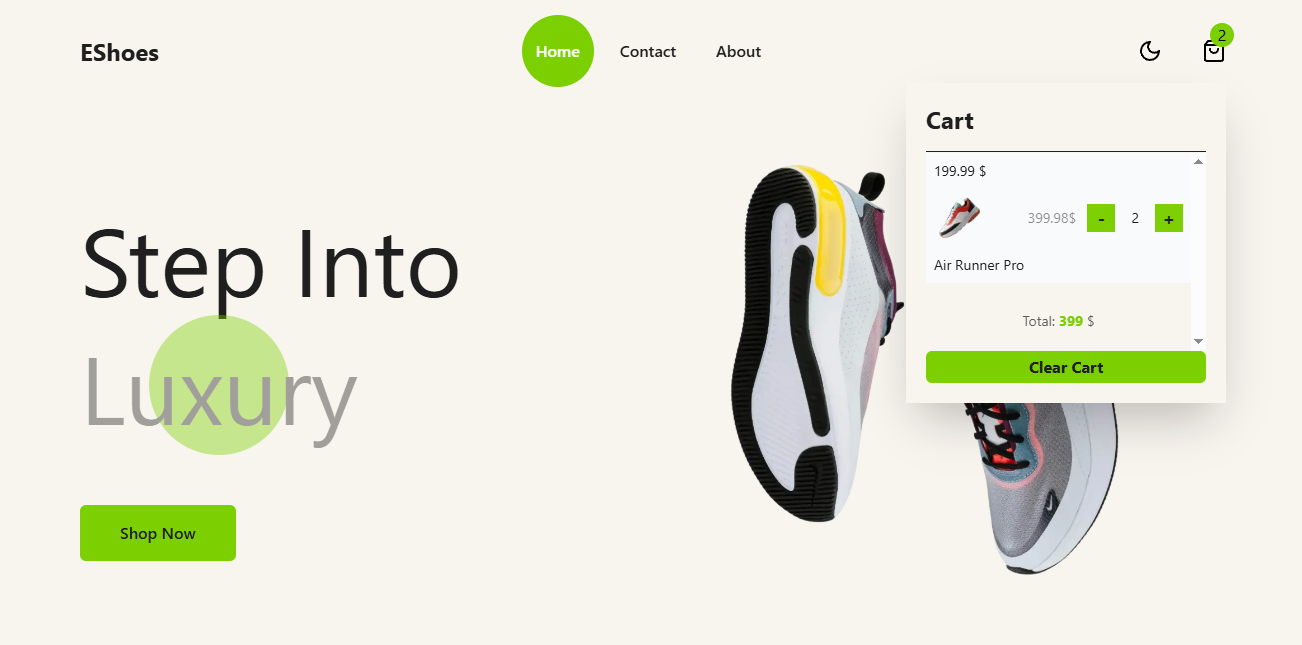 EShoes
Home
Contact
About
2
Cart
199.99 $
399.98$
-
2
+
Air Runner Pro
Total: 399 $
Clear Cart
Step Into
Luxury
Shop Now